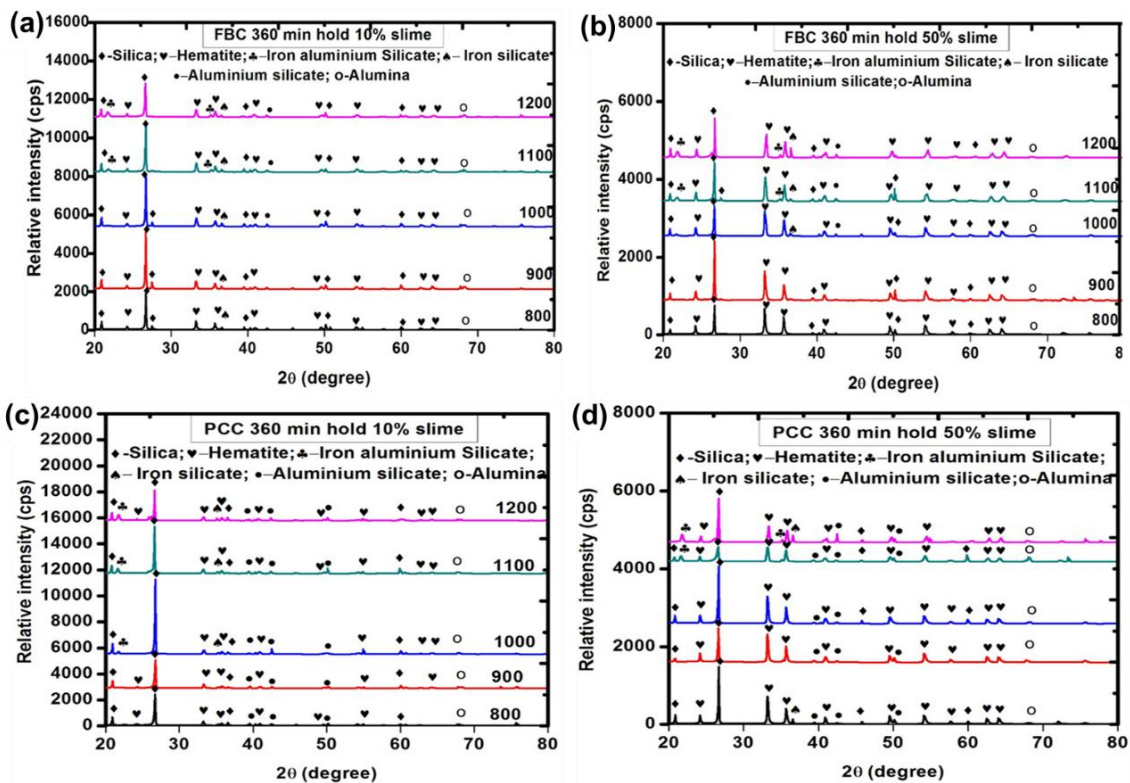 (a)
16000
14000
12000
10000
8000
6000
4000
2000
0
Relative intensity (cps)
FBC 360 min hold 10% slime
♦-Silica;♥–Hematite;♣–Iron aluminium Silicate;♠– Iron silicate
●–Aluminium silicate; o-Alumina
1200
1100
1000
900
800
20 30 40 50 60 70 80
2θ (degree)
(b)
8000
6000
4000
2000
0
Relative intensity (cps)
FBC 360 min hold 50% slime
♦-Silica;♥–Hematite;♣–Iron aluminium Silicate;♠– Iron silicate
●–Aluminium silicate;o-Alumina
1200
1100
1000
900
800
20 30 40 50 60 70 8
2θ (degree)
(c)
24000
22000
20000
18000
16000
14000
12000
10000
8000
6000
4000
2000
0
Relative intensity (cps)
PCC 360 min hold 10% slime
♦-Silica;♥–Hematite;♣–Iron aluminium Silicate;
♠– Iron silicate; ●–Aluminium silicate; o-Alumina
1200
1100
1000
900
800
20 30 40 50 60 70 80
2θ (degree)
(d)
8000
6000
4000
2000
0
Relative intensity (cps)
PCC 360 min hold 50% slime
♦-Silica; ♥–Hematite; ♣–Iron aluminium Silicate;
♠– Iron silicate; ●–Aluminium silicate;o-Alumina
20 30 40 50 60 70 80
2θ (degree)